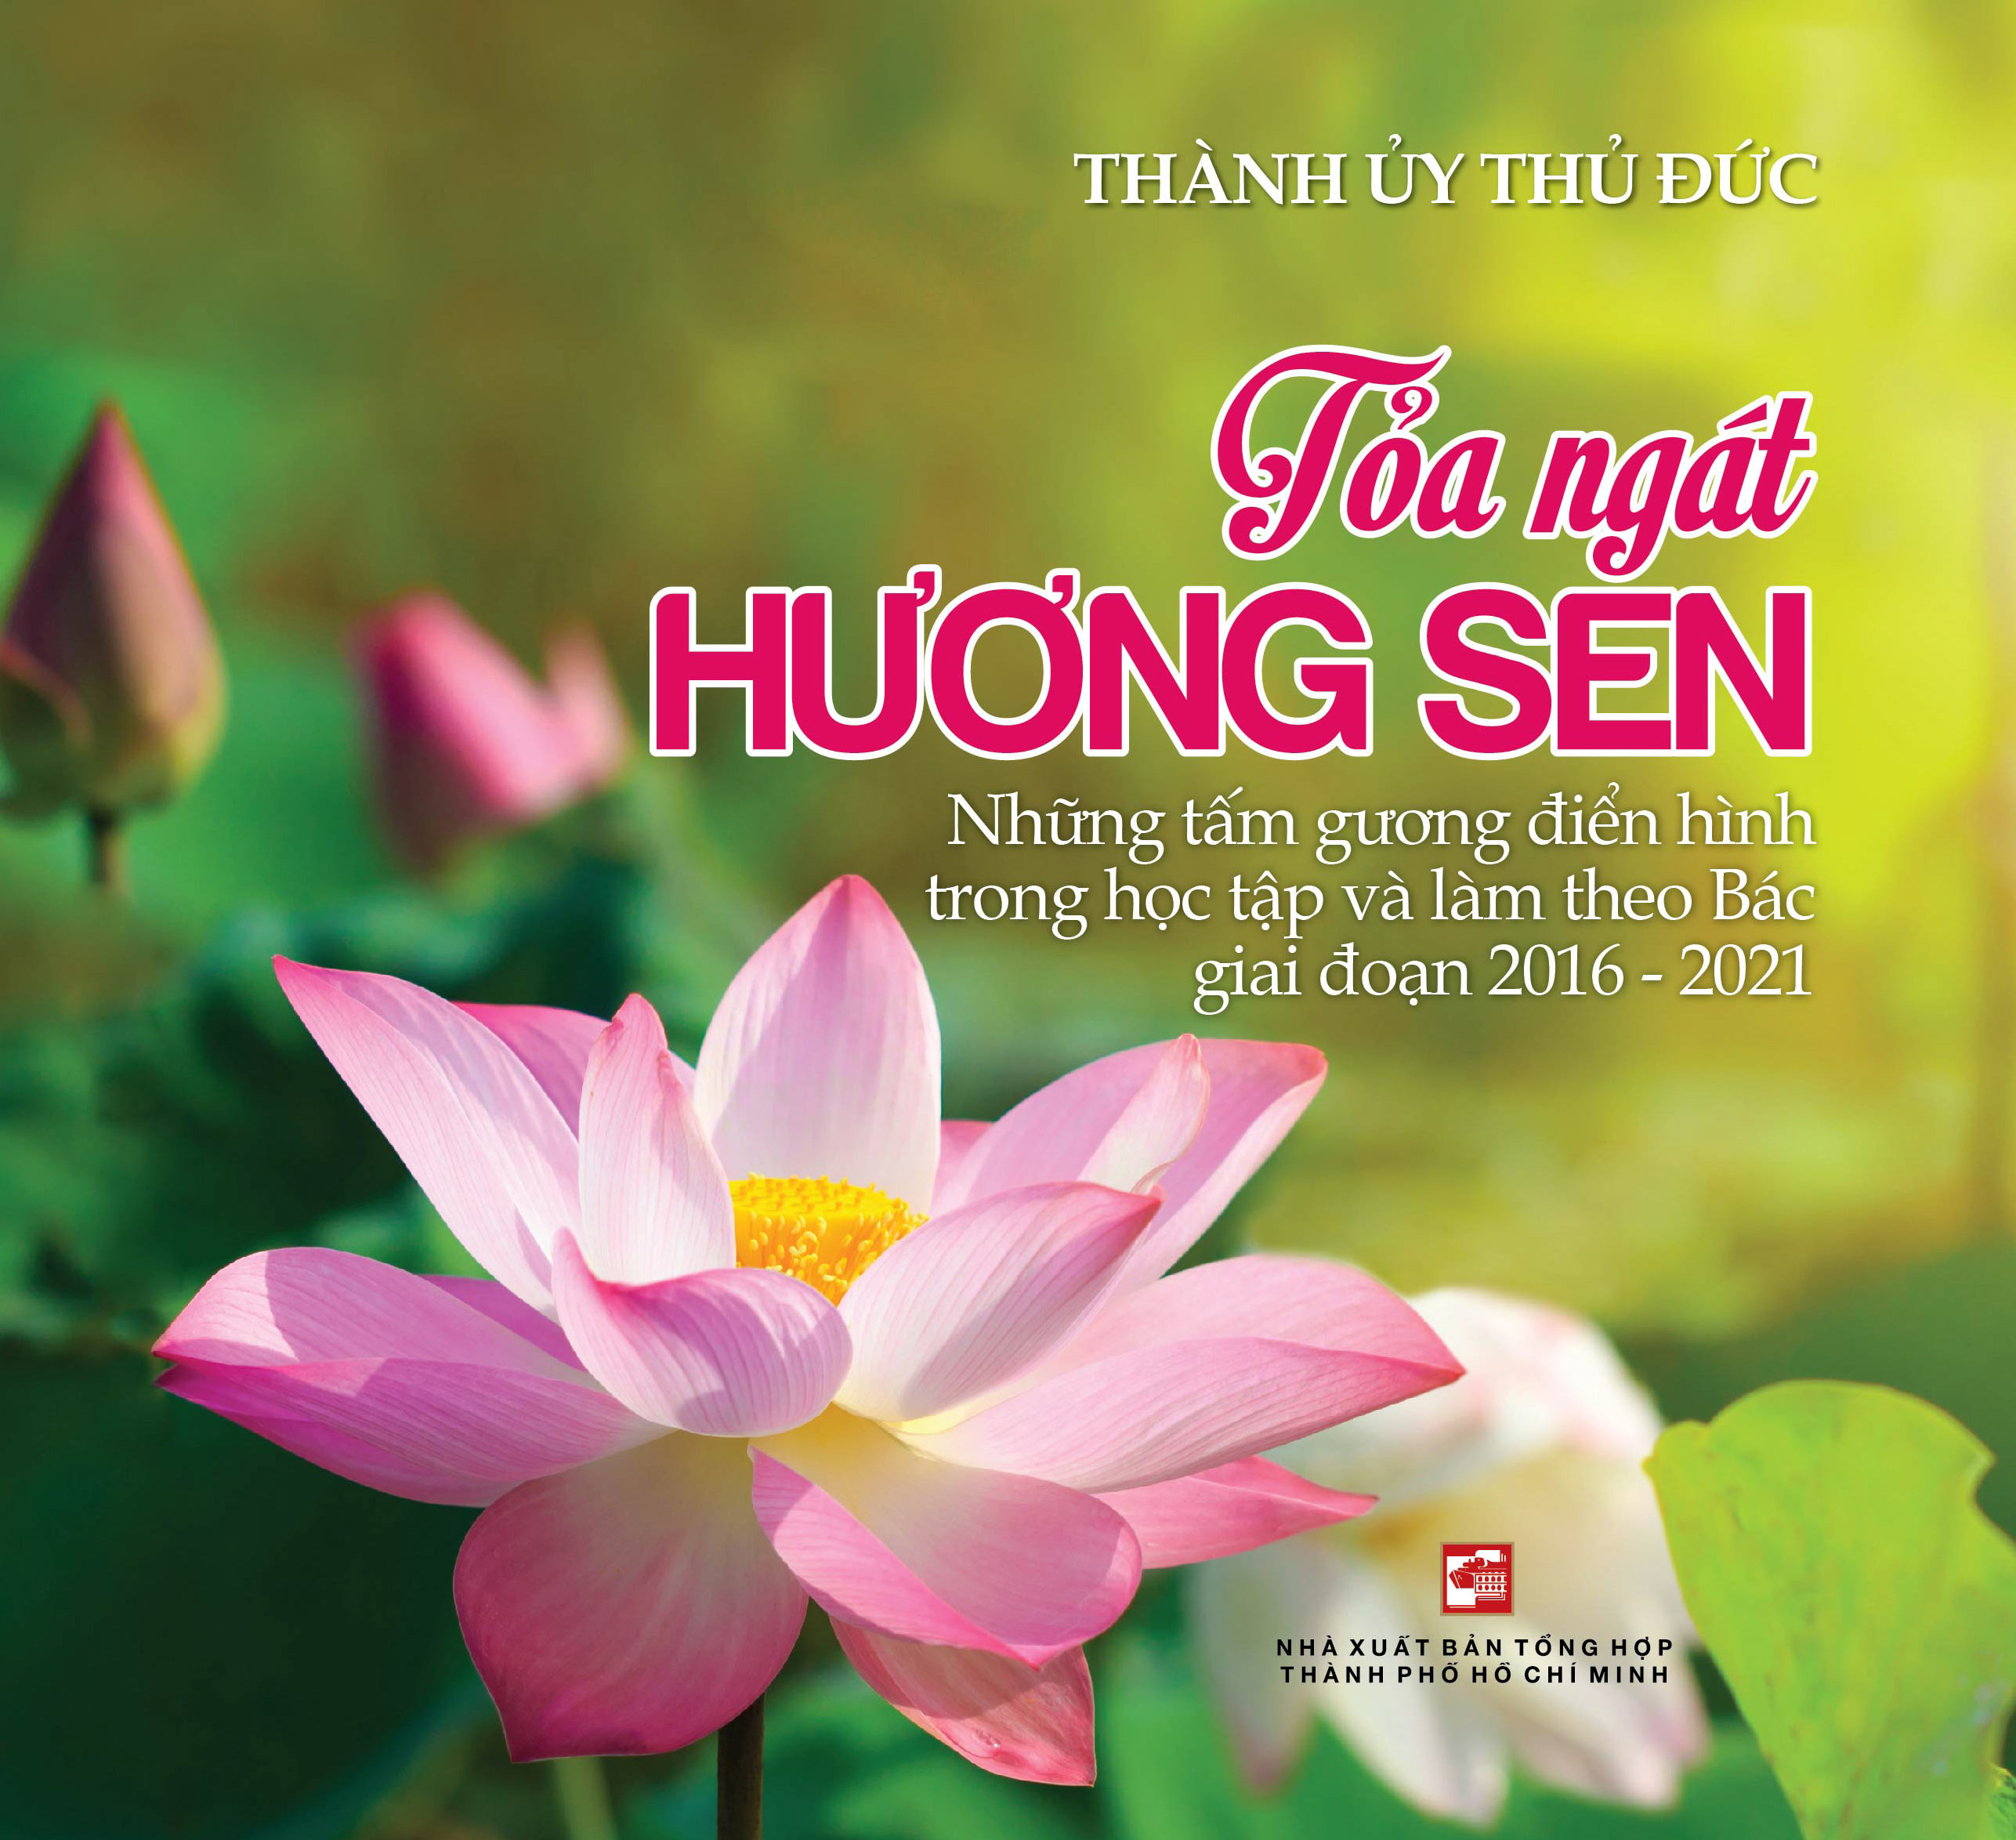 THÀNH ỦY THỦ ĐỨC
Tỏa ngát
HƯƠNG SEN
Những tấm gương điển hình
trong học tập và làm theo Bác
giai đoạn 2016 - 2021
NHÀ XUẤT BẢN TỔNG HỢP
THÀNH PHỐ HỒ CHÍ MINH